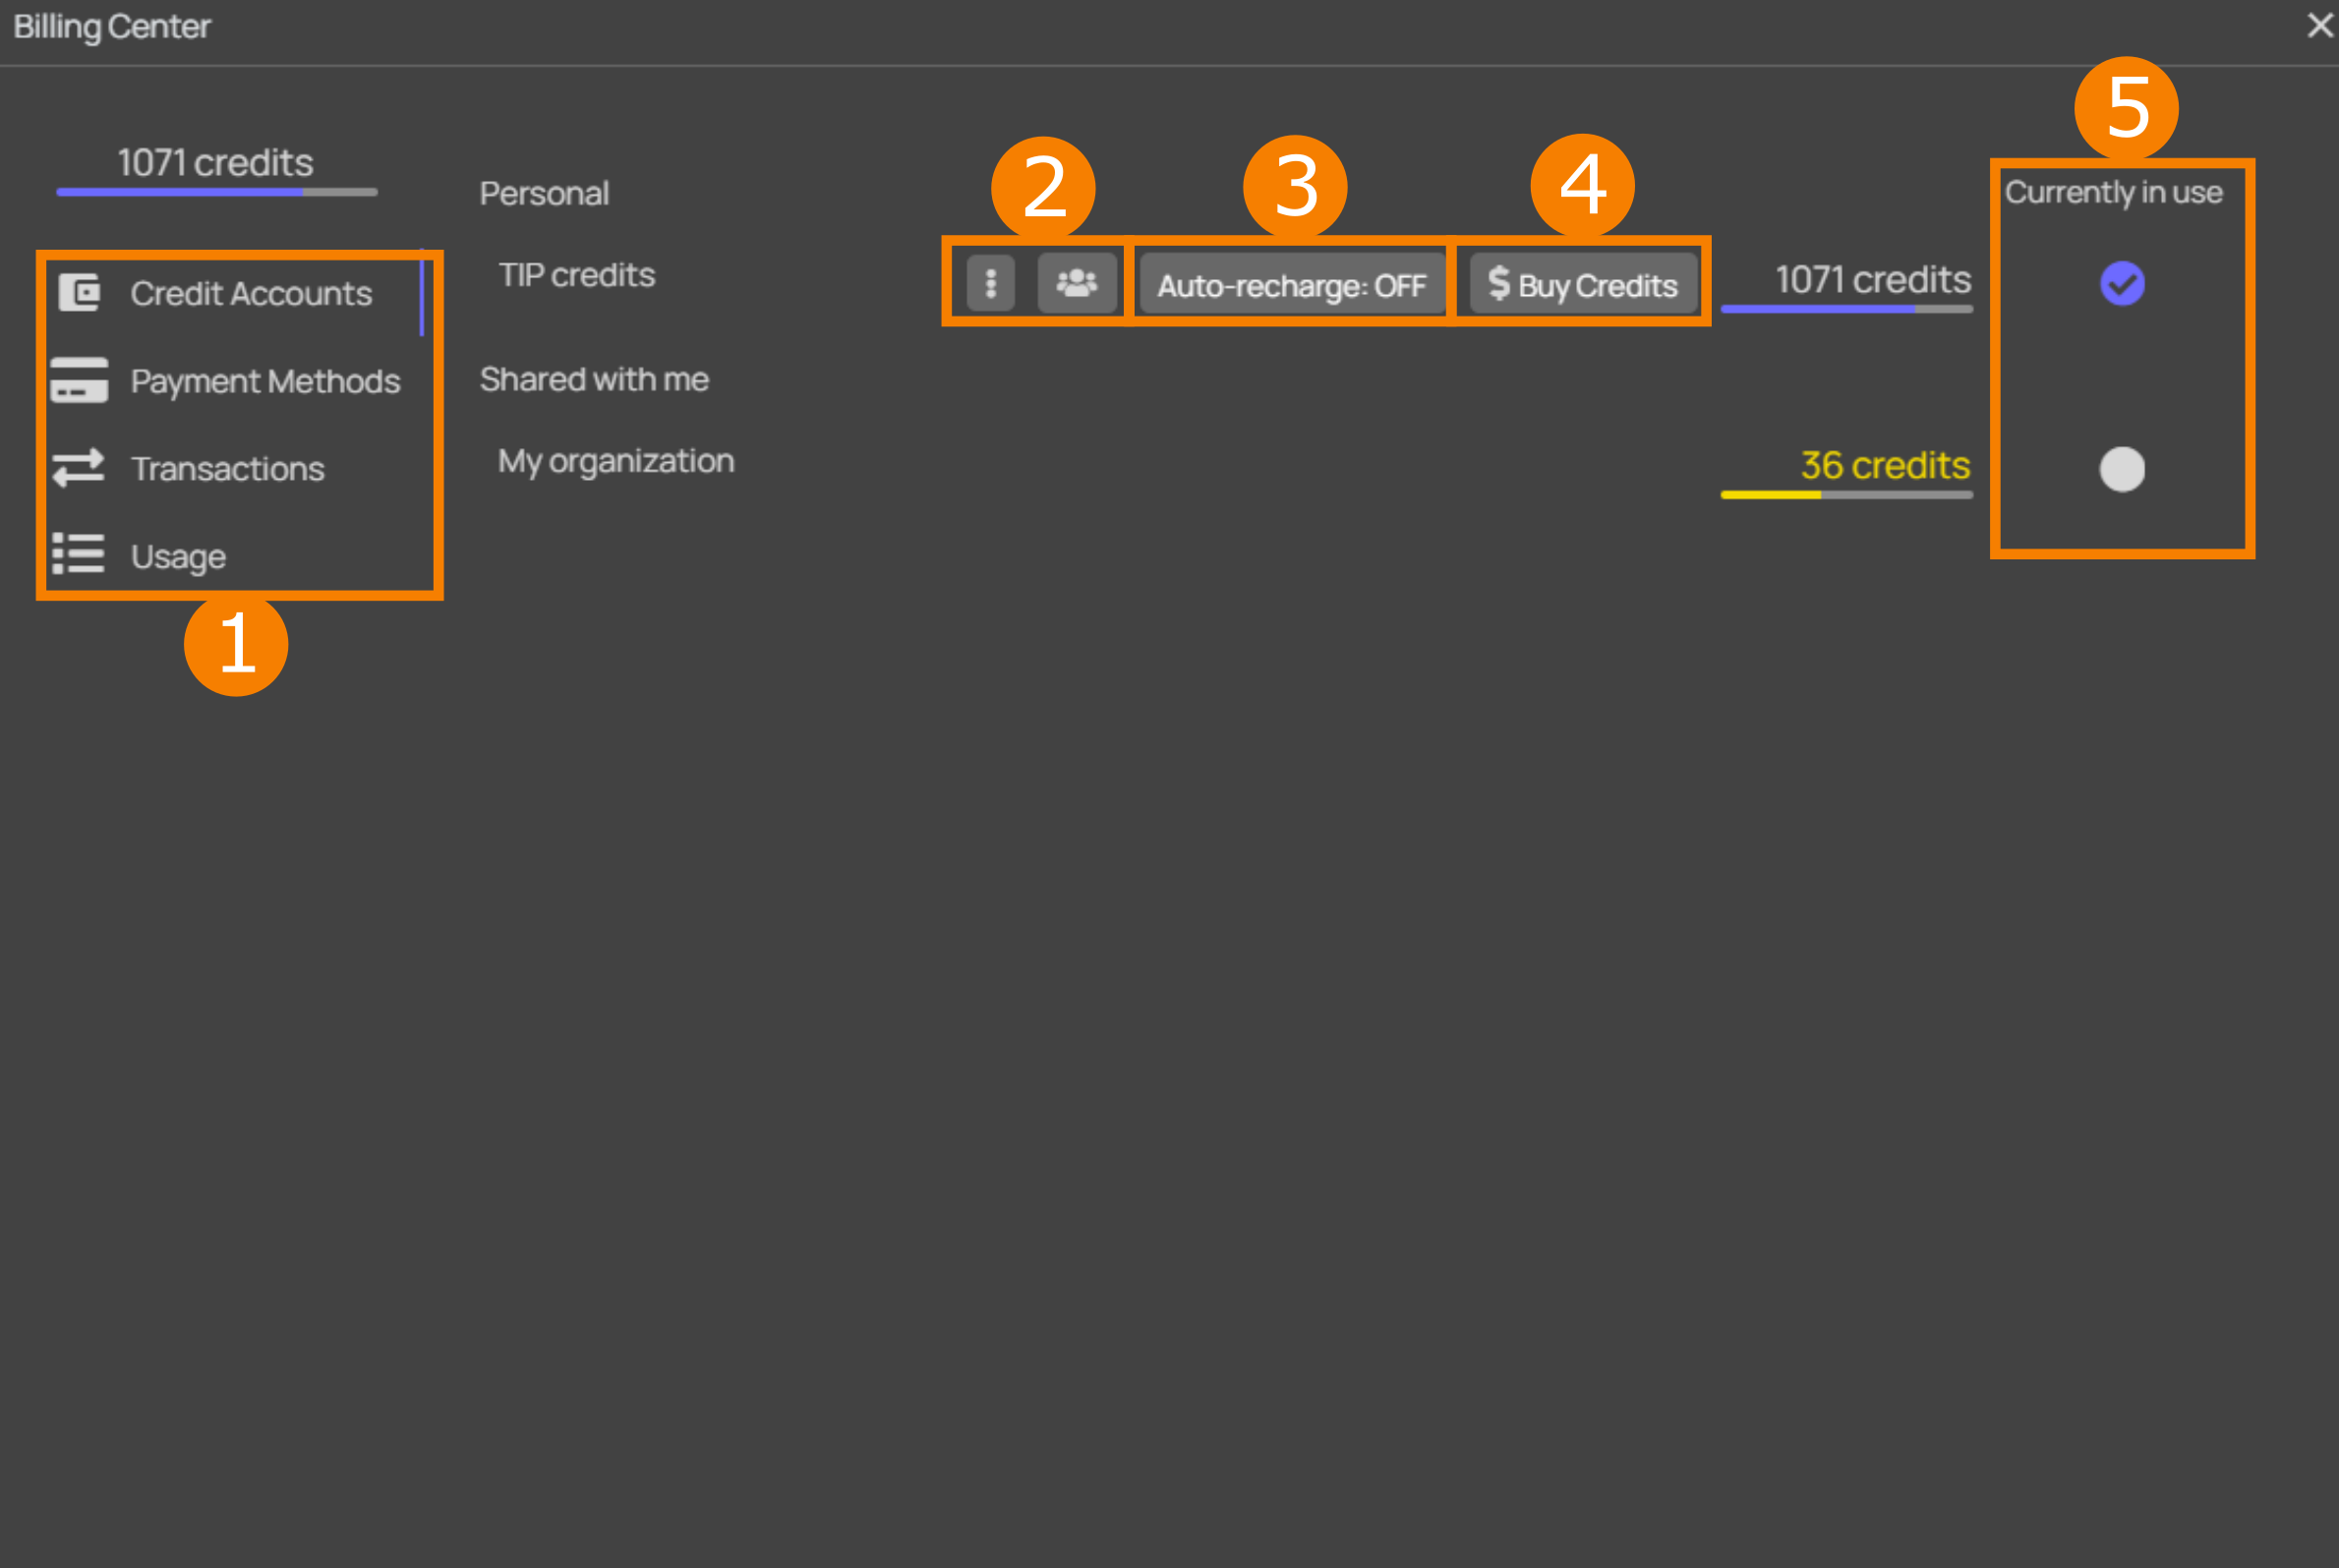 Billing Center
1071 credits
Credit Accounts
Payment Methods
Transactions
Usage
1
Personal
TIP credits
2
3
Auto-recharge: OFF
4
$ Buy Credits
1071 credits
5
Currently in use
Shared with me
My organization
36 credits